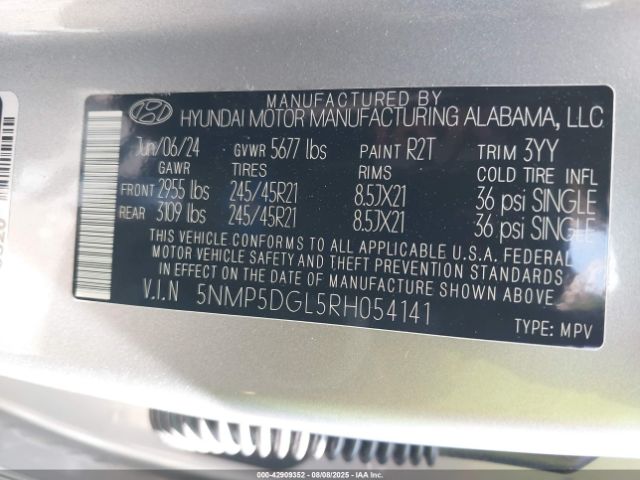 MANUFACTURED BY
HYUNDAI MOTOR MANUFACTURING ALABAMA, LLC.
Jun/06/24 GVWR 5677 lbs PAINT R2T TRIM 3YY
GAWR TIRES RIMS COLD TIRE INFL
FRONT 2955 lbs 245/45R21 8.5JX21 36 psi SINGLE
REAR 3109 lbs 245/45R21 8.5JX21 36 psi SINGLE
THIS VEHICLE CONFORMS TO ALL APPLICABLE U.S.A. FEDERAL
MOTOR VEHICLE SAFETY AND THEFT PREVENTION STANDARDS
IN EFFECT ON THE DATE OF MANUFACTURE SHOWN ABOVE.
V.I.N 5NMP5DGL5RH054141
TYPE: MPV
000-42909352 - 08/08/2025 - IAAI.COM